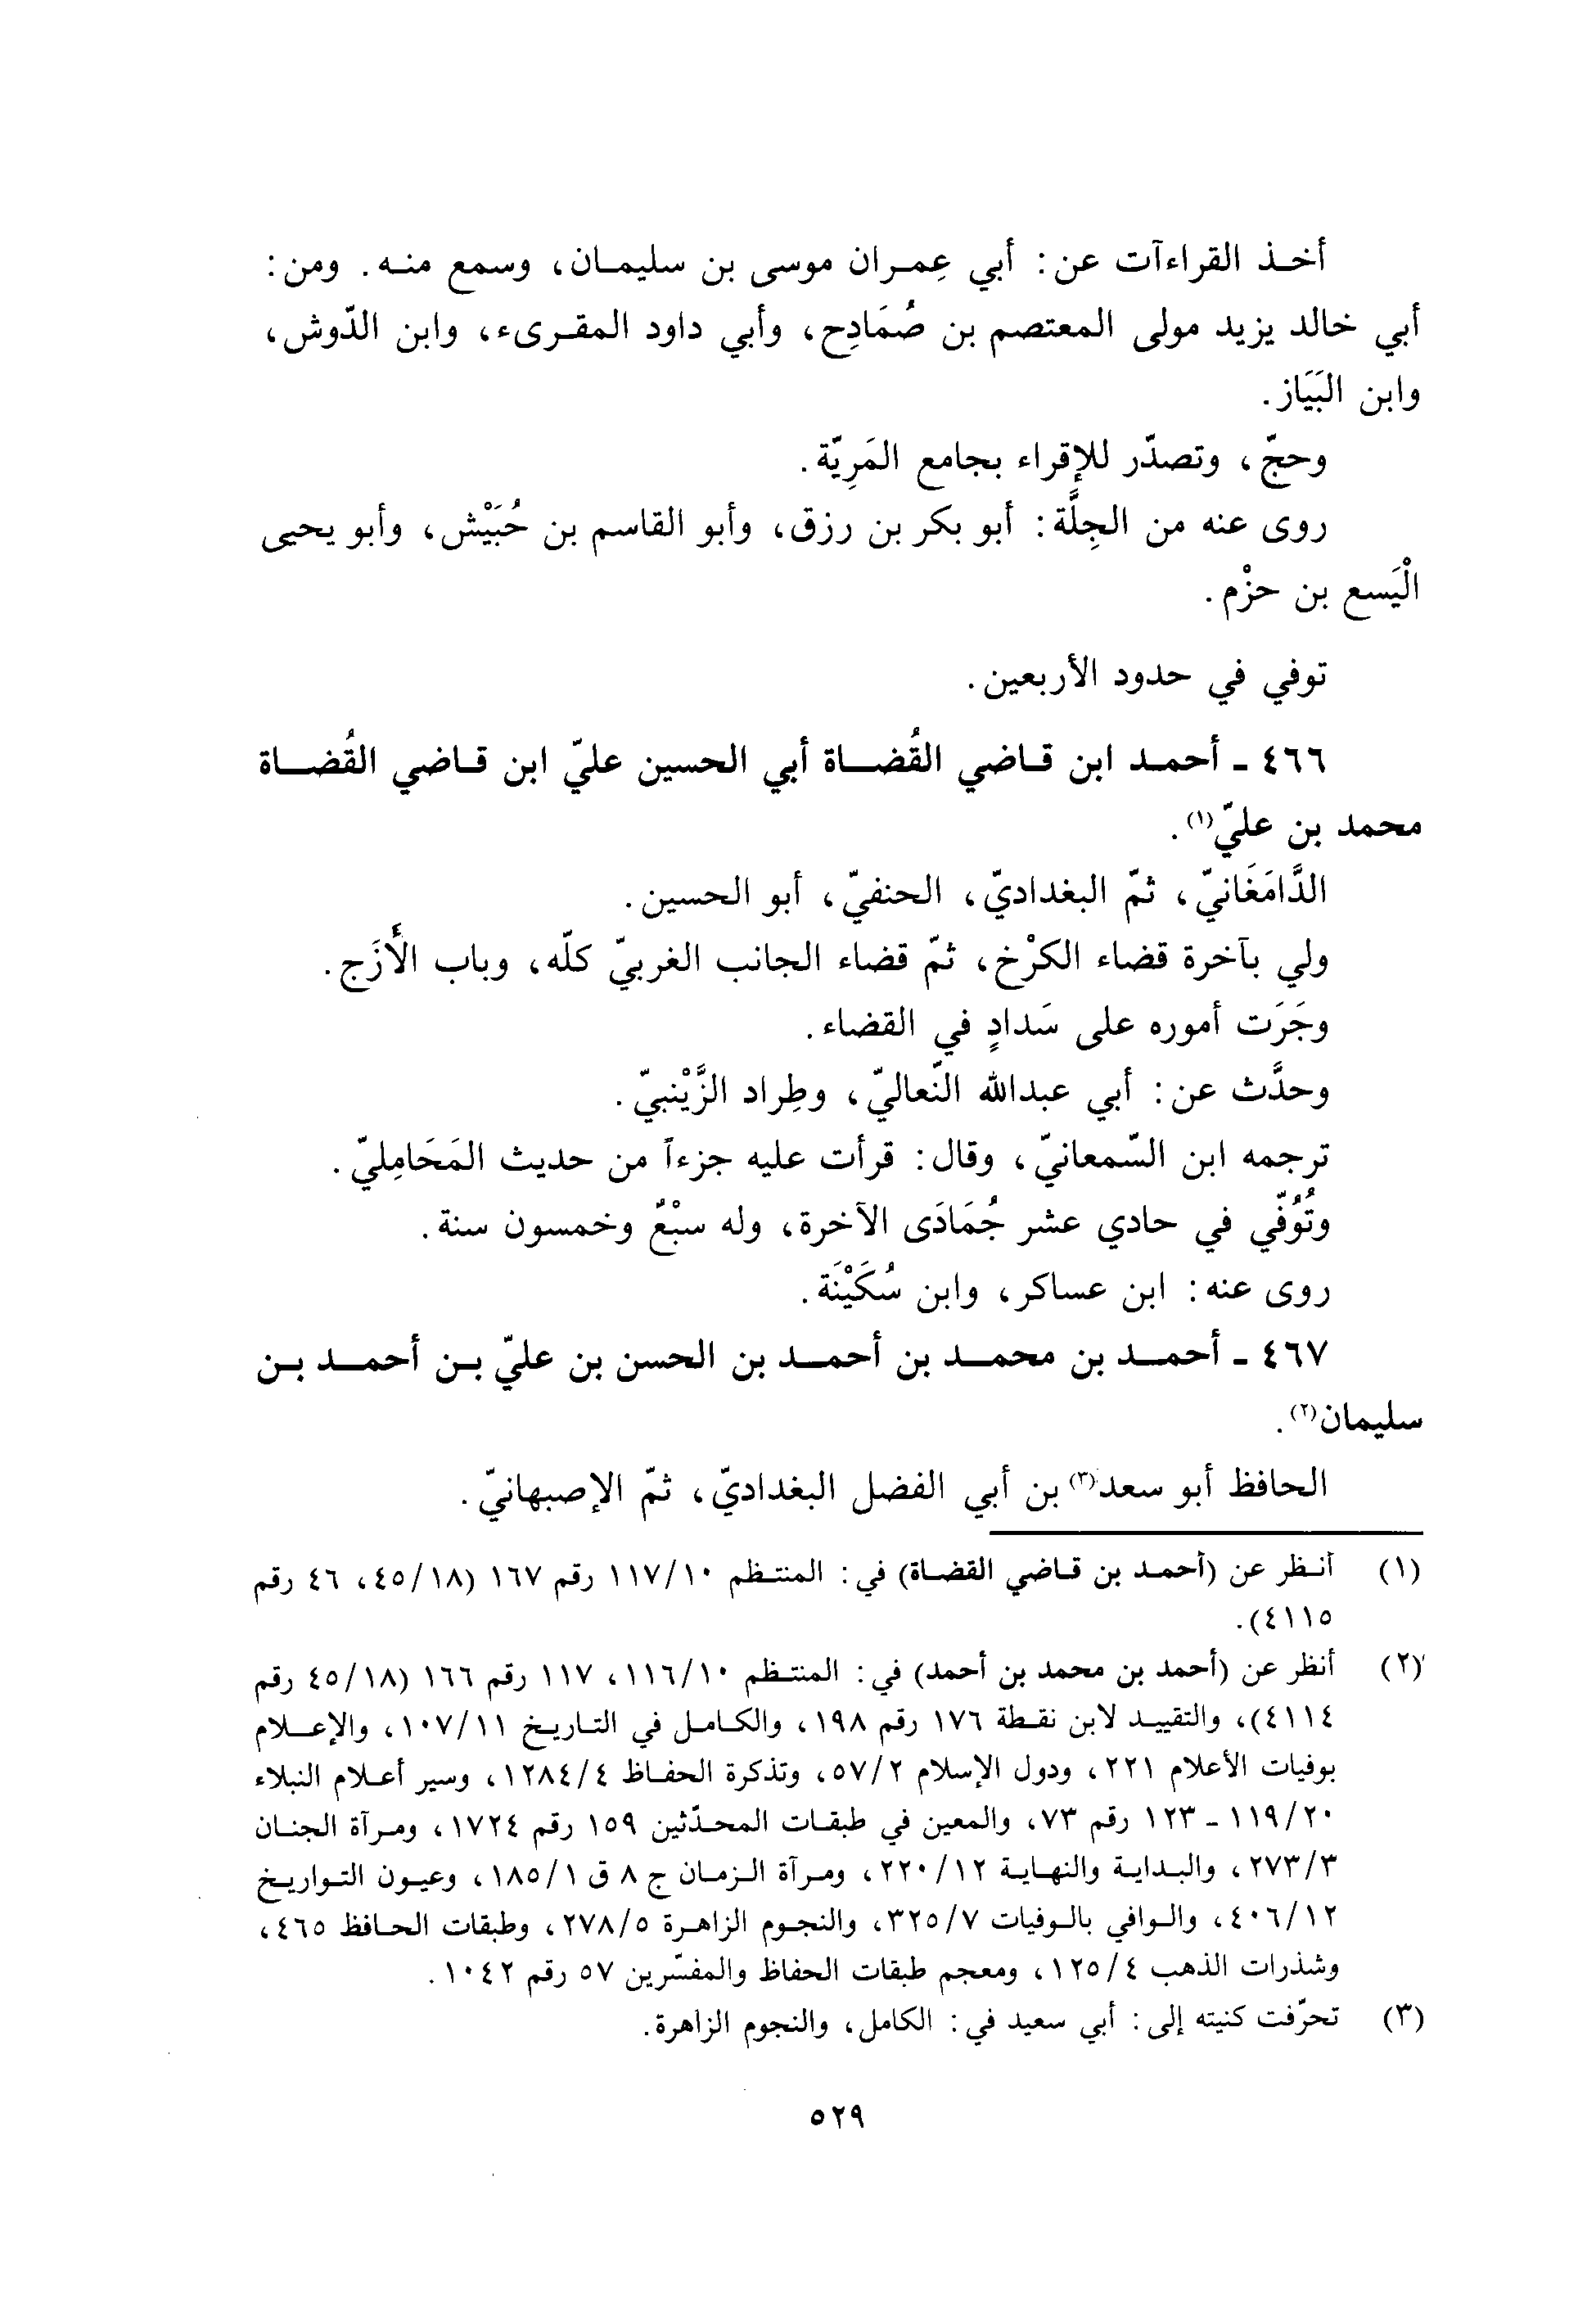 أخذ القراءآت عن: أبي عِمران موسى بن سليمان، وسمع منه. ومن:
أبي خالد يزيد مولى المعتصم بن صُمَادِح، وأبي داود المقرىء، وابن الدّوش،
وابن البَيَاز.
وحجّ، وتصدّر للإقراء بجامع المَرِيّة.
روى عنه من الجِلَّة: أبو بكر بن رزق، وأبو القاسم بن حُبَيْش، وأبو يحيى
الْيَسع بن حزْم.
توفي في حدود الأربعين.
٤٦٦ - أحمد ابن قاضي القُضاة أبي الحسين عليّ ابن قاضي القُضاة
محمد بن عليّ(١).
الدَّامَغَانيّ، ثمّ البغداديّ، الحنفيّ، أبو الحسين.
ولي بآخرة قضاء الكرْخ، ثمّ قضاء الجانب الغربيّ كلّه، وباب الأَزَج.
وجَرَت أموره على سَدادٍ في القضاء.
وحدَّث عن: أبي عبدالله النّعاليّ، وطِراد الزَّيْنبيّ.
ترجمه ابن السّمعانيّ، وقال: قرأت عليه جزءاً من حديث المَحَامِليّ.
وتُوُفّي في حادي عشر جُمَادَى الآخرة، وله سبْعٌ وخمسون سنة.
روى عنه: ابن عساكر، وابن سُكَيْنَة.
٤٦٧ - أحمد بن محمد بن أحمد بن الحسن بن عليّ بن أحمد بن
سليمان(٢).
الحافظ أبو سعد(٣) بن أبي الفضل البغداديّ، ثمّ الإصبهانيّ.
(١) أنظر عن (أحمد بن قاضي القضاة) في: المنتظم ١١٧/١٠ رقم ١٦٧ (٤٥/١٨، ٤٦ رقم
٤١١٥).
(٢) أنظر عن (أحمد بن محمد بن أحمد) في: المنتظم ١١٦/١٠، ١١٧ رقم ١٦٦ (٤٥/١٨ رقم
٤١١٤)، والتقييد لابن نقطة ١٧٦ رقم ١٩٨، والكامل في التاريخ ١٠٧/١١، والإعلام
بوفيات الأعلام ٢٢١، ودول الإسلام ٥٧/٢، وتذكرة الحفاظ ١٢٨٤/٤، وسير أعلام النبلاء
١١٩/٢٠ - ١٢٣ رقم ٧٣، والمعين في طبقات المحدّثين ١٥٩ رقم ١٧٢٤، ومرآة الجنان
٢٧٣/٣، والبداية والنهاية ٢٢٠/١٢، ومرآة الزمان ج ٨ ق ١٨٥/١، وعيون التواريخ
٤٠٦/١٢، والوافي بالوفيات ٣٢٥/٧، والنجوم الزاهرة ٢٧٨/٥، وطبقات الحافظ ٤٦٥،
وشذرات الذهب ١٢٥/٤، ومعجم طبقات الحفاظ والمفسّرين ٥٧ رقم ١٠٤٢.
(٣) تحرّفت كنيته إلى: أبي سعيد في: الكامل، والنجوم الزاهرة.
٥٢٩